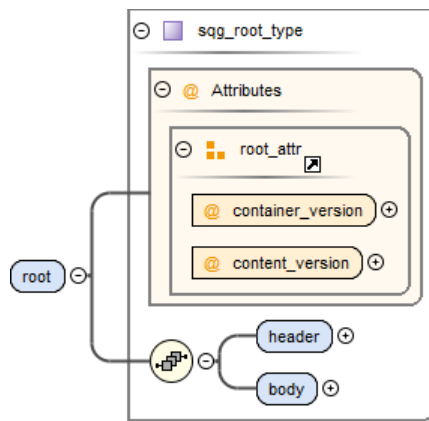 sqg_root_type
@ Attributes
root_attr
@ container_version
@ content_version
root
header
body